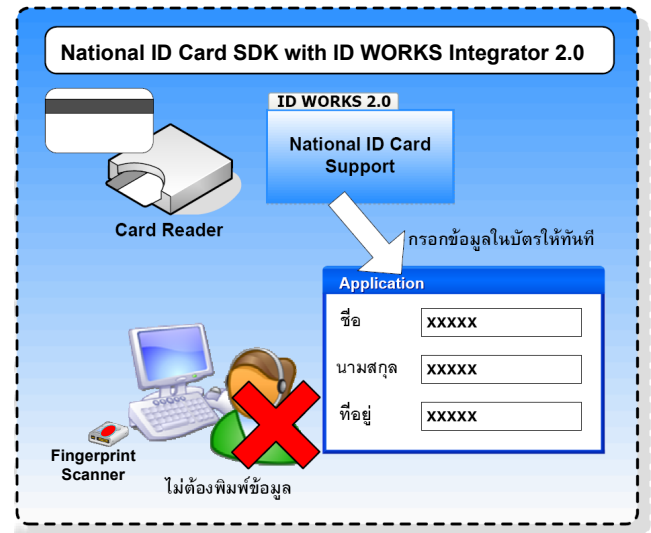 National ID Card SDK with ID WORKS Integrator 2.0
ID WORKS 2.0
National ID Card
Support
Card Reader
กรอกข้อมูลในบัตรให้ทันที
Application
ชื่อ
xxxxx
นามสกุล
xxxxx
ที่อยู่
xxxxx
Fingerprint
Scanner
ไม่ต้องพิมพ์ข้อมูล